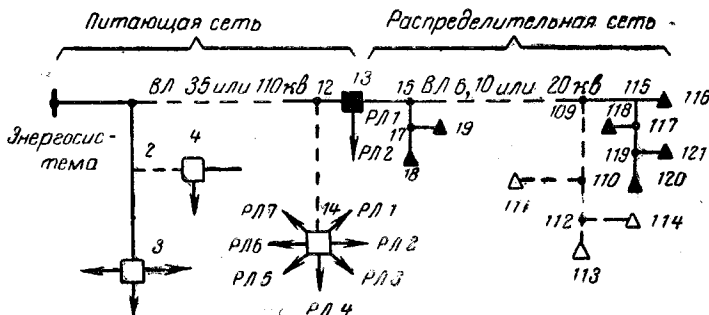 Питающая сеть
Распределительная сеть
ВЛ 35 или 110 кв 12 13 15 ВЛ 6, 10 или 20 кв 115
109 118 116
РЛ 1 17 19 117
Энергосис-
тема
4 РЛ 2 18 119 121
2 110 120
111
14 112 114
РЛ 7 РЛ 1
3 РЛ 6 РЛ 2 113
РЛ 5 РЛ 3
РЛ 4